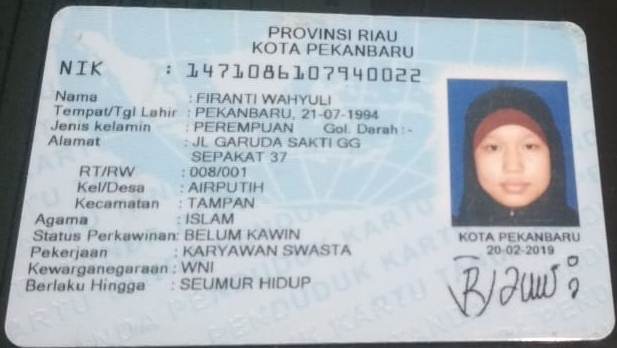 PROVINSI RIAU
KOTA PEKANBARU
NIK : 1471086107940022
Nama : FIRANTI WAHYULI
Tempat/Tgl Lahir : PEKANBARU, 21-07-1994
Jenis kelamin : PEREMPUAN Gol. Darah :-
Alamat : JL GARUDA SAKTI GG
SEPAKAT 37
RT/RW : 008/001
Kel/Desa : AIRPUTIH
Kecamatan : TAMPAN
Agama : ISLAM
Status Perkawinan: BELUM KAWIN
Pekerjaan : KARYAWAN SWASTA
Kewarganegaraan : WNI
Berlaku Hingga : SEUMUR HIDUP
KOTA PEKANBARU
20-02-2019